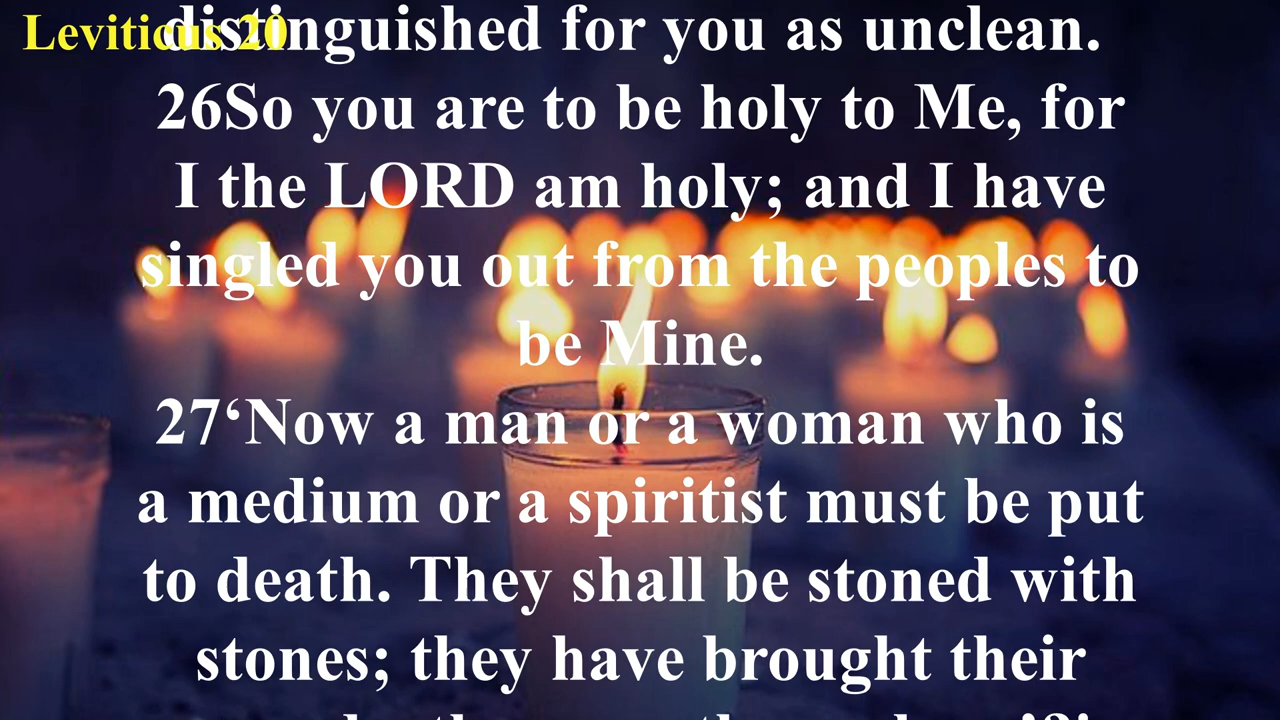 Leviticus 20
distinguished for you as unclean.
26So you are to be holy to Me, for
I the LORD am holy; and I have
singled you out from the peoples to
be Mine.
27‘Now a man or a woman who is
a medium or a spiritist must be put
to death. They shall be stoned with
stones; they have brought their